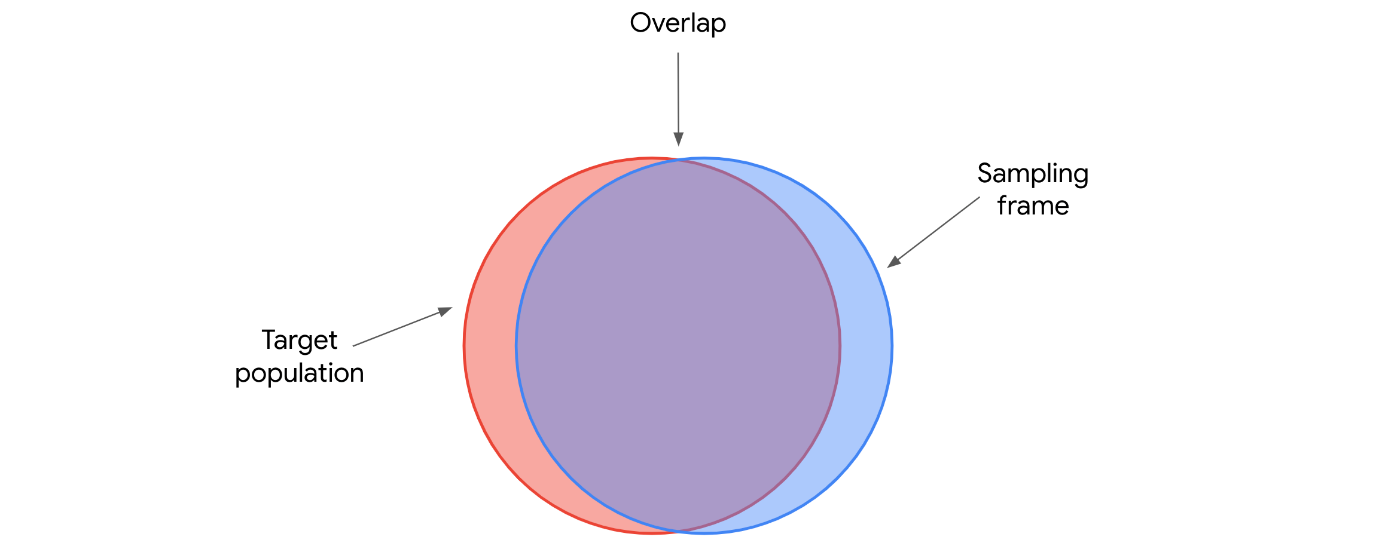 Overlap
Sampling
frame
Target
population